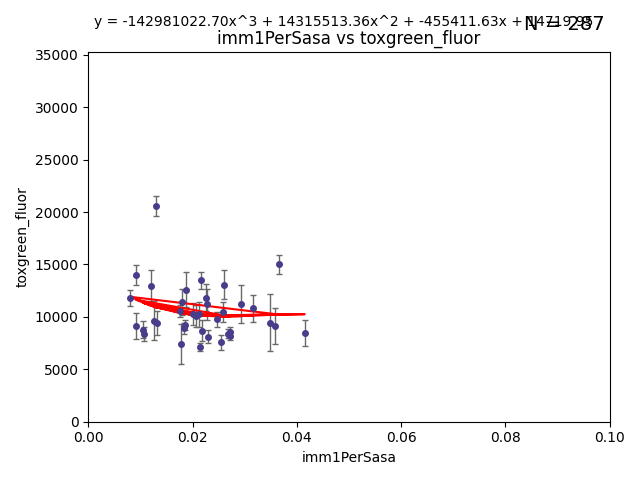 y = -142981022.70x^3 + 14315513.36x^2 + -455411.63x + 14719.95
N = 287
imm1PerSasa vs toxgreen_fluor
35000
30000
25000
20000
15000
10000
5000
0
toxgreen_fluor
0.00 0.02 0.04 0.06 0.08 0.10
imm1PerSasa